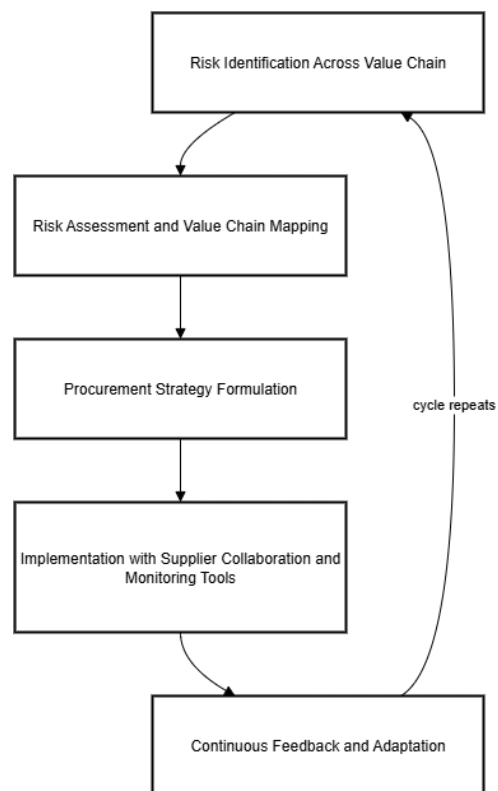 Risk Identification Across Value Chain
Risk Assessment and Value Chain Mapping
Procurement Strategy Formulation
cycle repeats
Implementation with Supplier Collaboration and
Monitoring Tools
Continuous Feedback and Adaptation